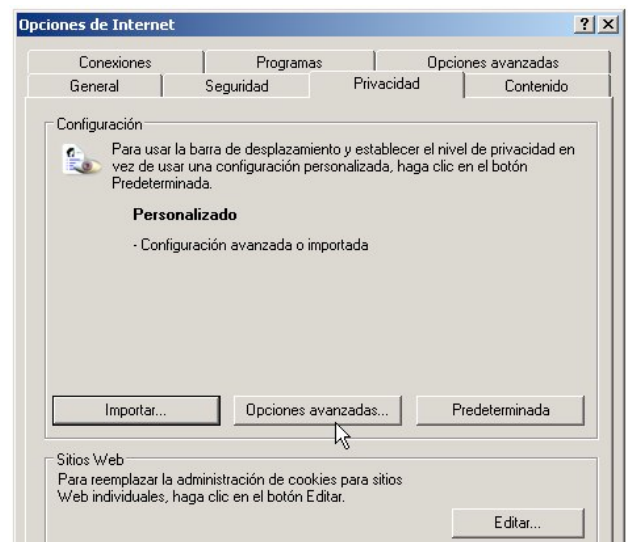 Opciones de Internet
Conexiones
Programas
Opciones avanzadas
General
Seguridad
Privacidad
Contenido
Configuración
Para usar la barra de desplazamiento y establecer el nivel de privacidad en
vez de usar una configuración personalizada, haga clic en el botón
Predeterminada.
Personalizado
- Configuración avanzada o importada
Importar...
Opciones avanzadas...
Predeterminada
Sitios Web
Para reemplazar la administración de cookies para sitios
Web individuales, haga clic en el botón Editar.
Editar...